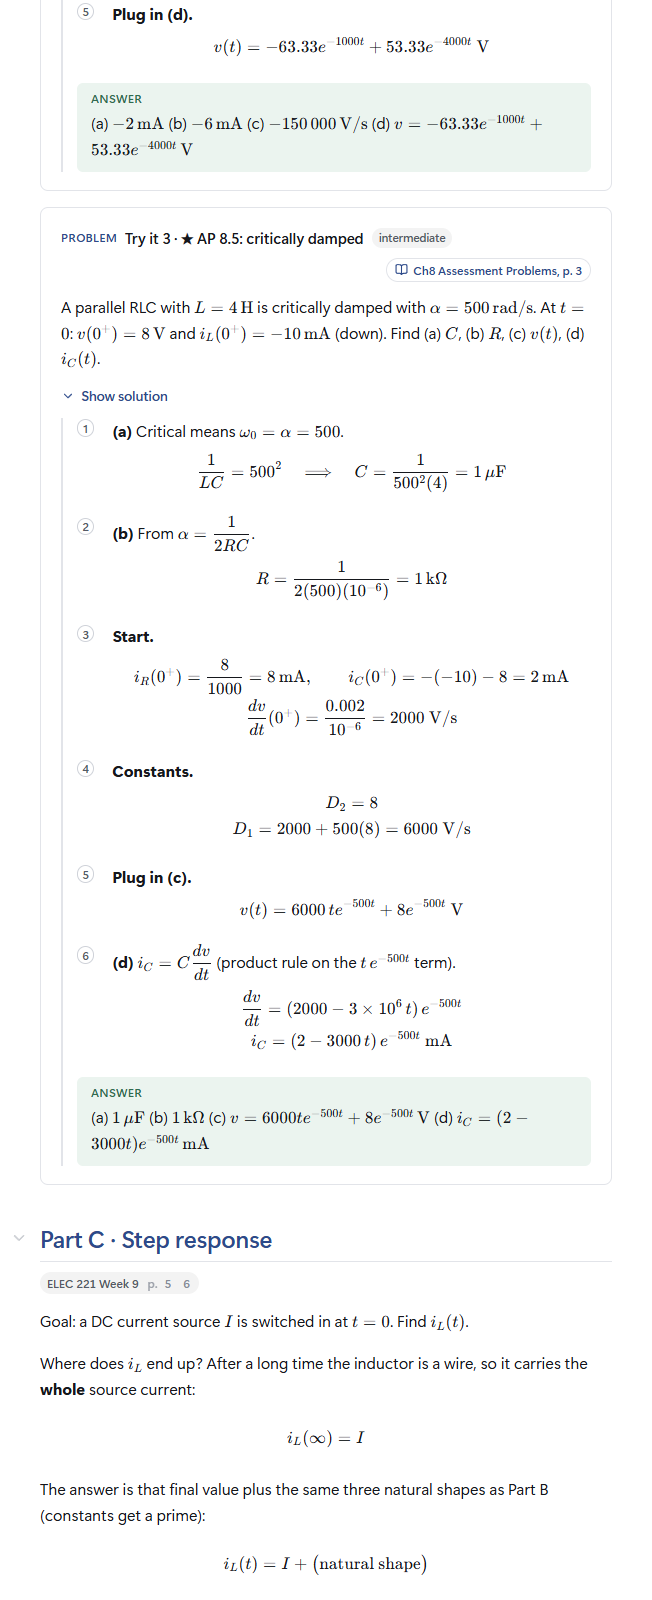 5 Plug in (d).
v(t) = −63.33e^−1000t + 53.33e^−4000t V
ANSWER
(a) −2 mA (b) −6 mA (c) −150 000 V/s (d) v = −63.33e^−1000t +
53.33e^−4000t V
PROBLEM Try it 3 · ★ AP 8.5: critically damped intermediate
Ch8 Assessment Problems, p. 3
A parallel RLC with L = 4 H is critically damped with α = 500 rad/s. At t =
0: v(0⁺) = 8 V and i_L(0⁺) = −10 mA (down). Find (a) C, (b) R, (c) v(t), (d)
i_C(t).
Show solution
1 (a) Critical means ω₀ = α = 500.
1/LC = 500² ⟹ C = 1/500²(4) = 1 μF
2 (b) From α = 1/2RC.
R = 1/2(500)(10^−6) = 1 kΩ
3 Start.
i_R(0⁺) = 8/1000 = 8 mA, i_C(0⁺) = −(−10) − 8 = 2 mA
dv/dt(0⁺) = 0.002/10^−6 = 2000 V/s
4 Constants.
D₂ = 8
D₁ = 2000 + 500(8) = 6000 V/s
5 Plug in (c).
v(t) = 6000 te^−500t + 8e^−500t V
6 (d) i_C = C dv/dt (product rule on the t e^−500t term).
dv/dt = (2000 − 3 × 10⁶ t) e^−500t
i_C = (2 − 3000 t) e^−500t mA
ANSWER
(a) 1 μF (b) 1 kΩ (c) v = 6000te^−500t + 8e^−500t V (d) i_C = (2 −
3000t)e^−500t mA
Part C · Step response
ELEC 221 Week 9 p. 5 6
Goal: a DC current source I is switched in at t = 0. Find i_L(t).
Where does i_L end up? After a long time the inductor is a wire, so it carries the
whole source current:
i_L(∞) = I
The answer is that final value plus the same three natural shapes as Part B
(constants get a prime):
i_L(t) = I + (natural shape)